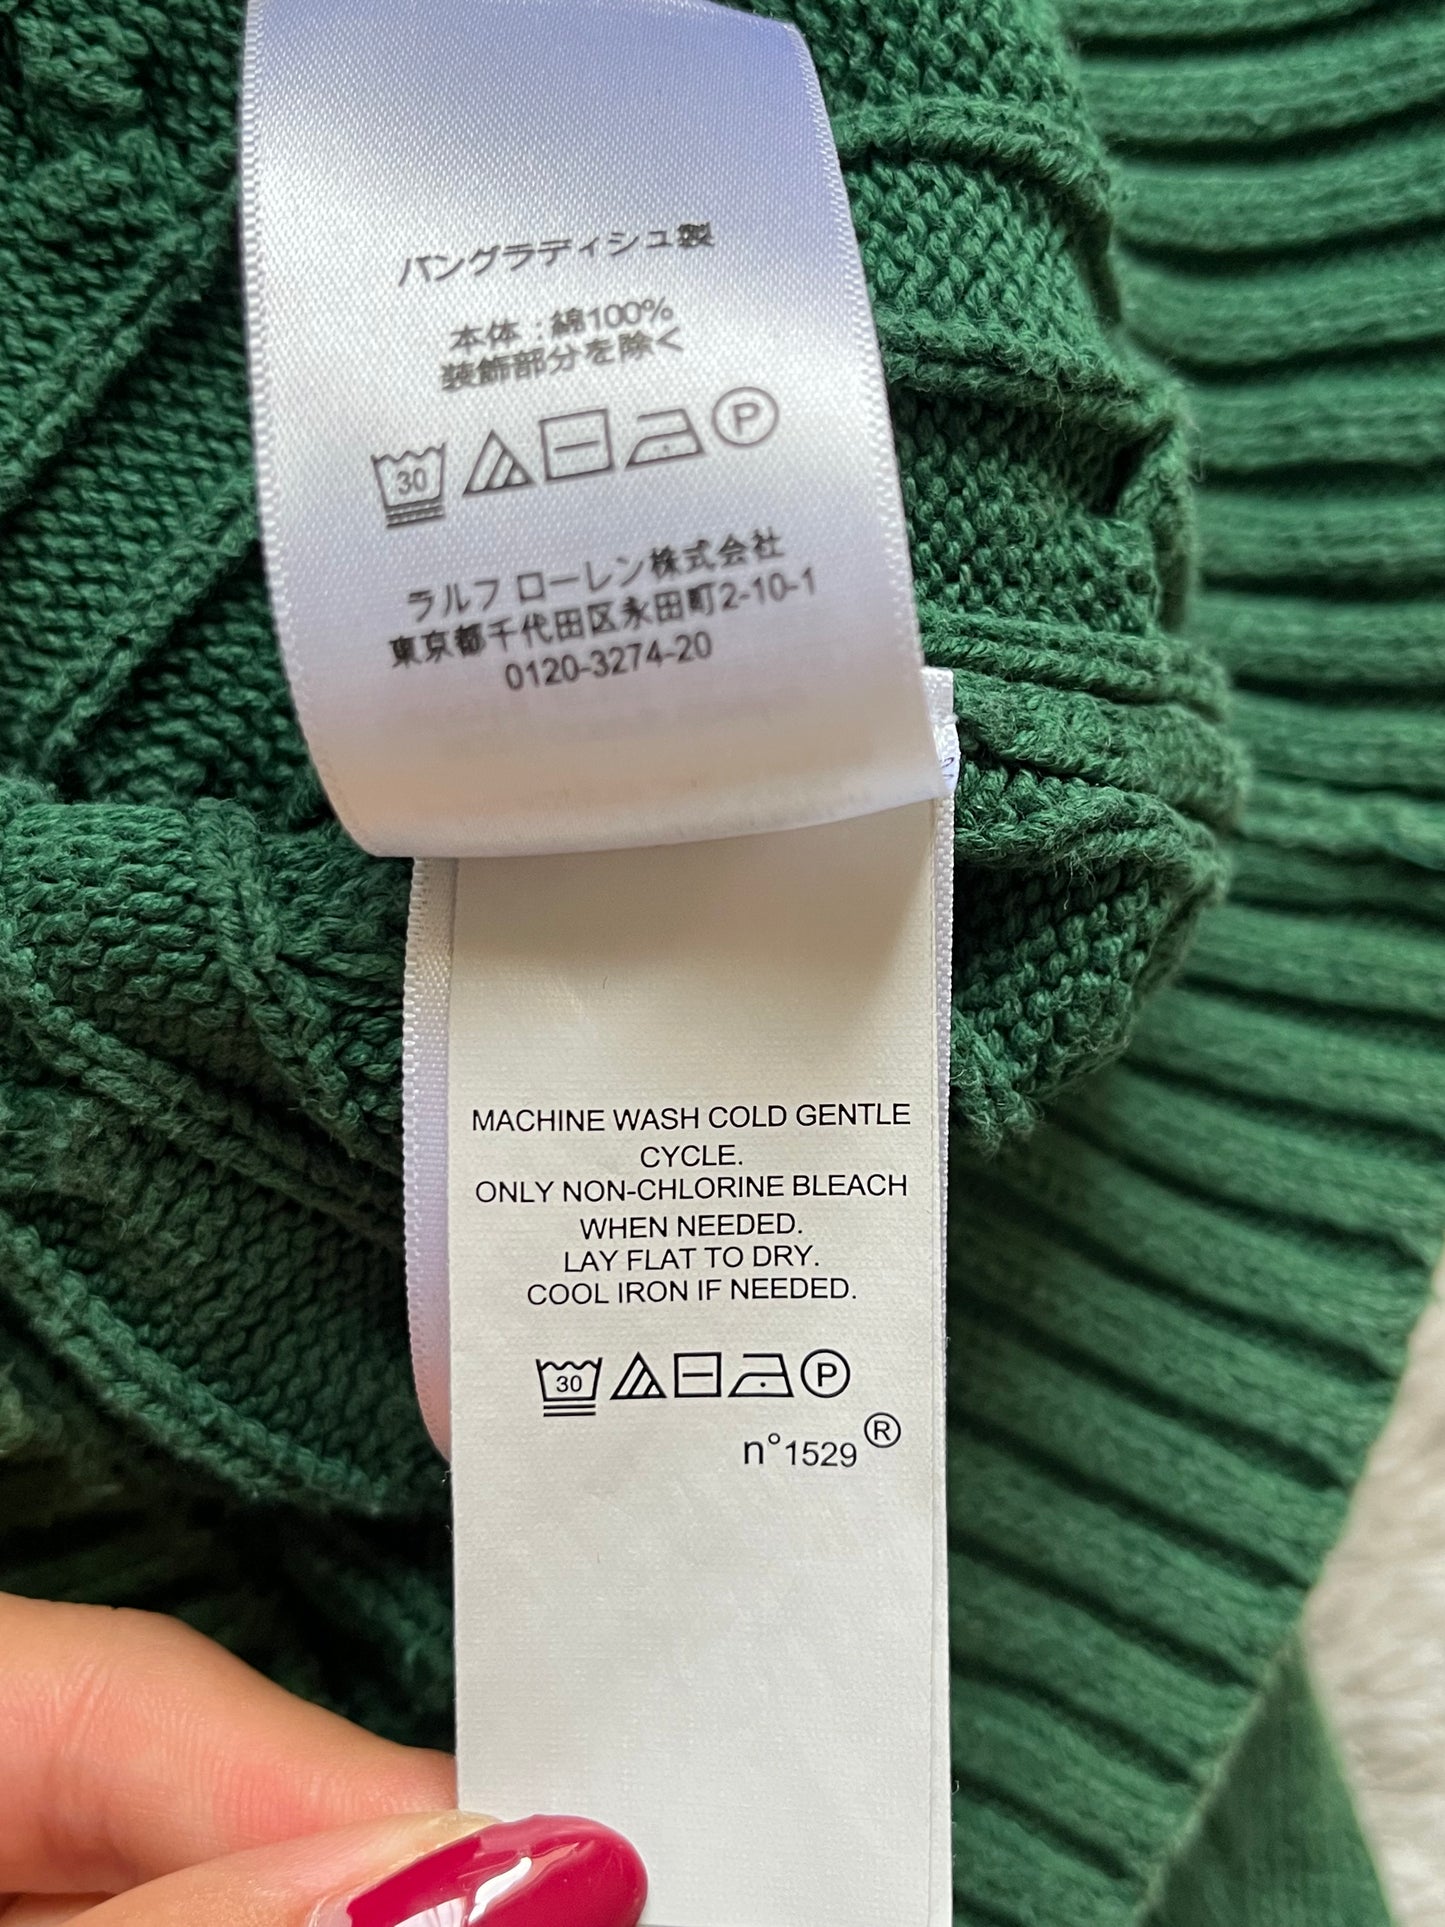 バングラディシュ製
本体：綿100%
装飾部分を除く
30 P
ラルフ ローレン株式会社
東京都千代田区永田町2-10-1
0120-3274-20
MACHINE WASH COLD GENTLE
CYCLE.
ONLY NON-CHLORINE BLEACH
WHEN NEEDED.
LAY FLAT TO DRY.
COOL IRON IF NEEDED.
30 P
n°1529 ®